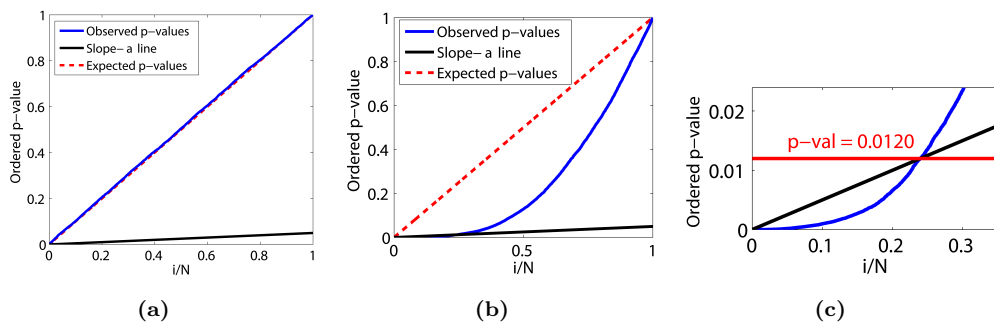 1
0.8
0.6
0.4
0.2
0
0 0.2 0.4 0.6 0.8 1
Ordered p−value
i/N
Observed p−values
Slope− a line
Expected p−values
(a)
1
0.8
0.6
0.4
0.2
0
0 0.5 1
Ordered p−value
i/N
Observed p−values
Slope− a line
Expected p−values
(b)
0.02
0.01
0
0 0.1 0.2 0.3
Ordered p−value
i/N
p−val = 0.0120
(c)